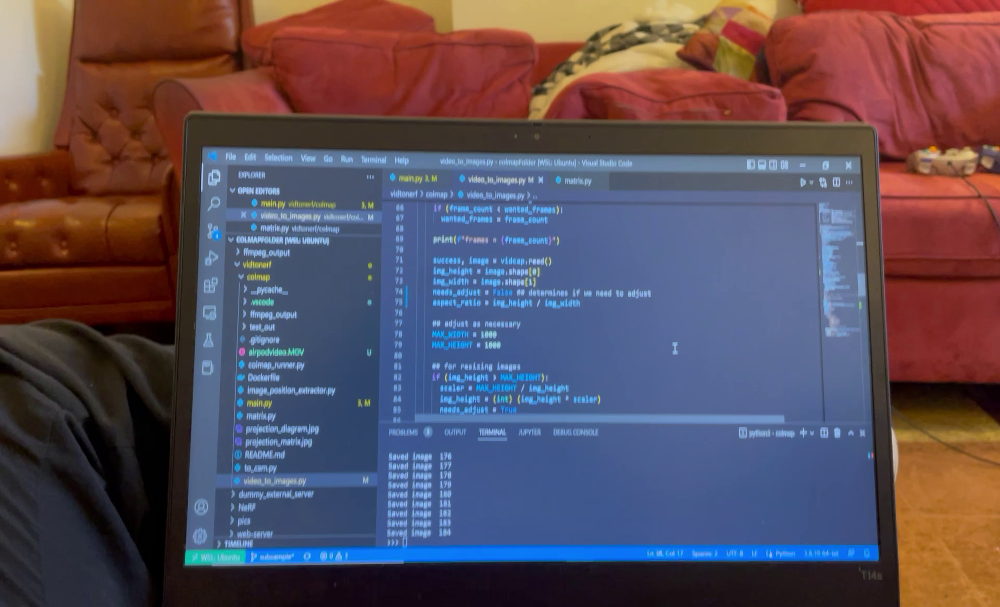 File Edit Selection View Go Run Terminal Help
video_to_images.py - colmapfolder [WSL: Ubuntu] - Visual Studio Code
EXPLORER
OPEN EDITORS
main.py vidtonerf/colmap 3, M
video_to_images.py vidtonerf/col... M
matrix.py vidtonerf/colmap
COLMAPFOLDER [WSL: UBUNTU]
ffmpeg_output
vidtonerf
colmap
__pycache__
.vscode
ffmpeg_output
test_out
.gitignore
airpodvideo.MOV U
colmap_runner.py
Dockerfile
image_position_extractor.py
main.py 3, M
matrix.py
projection_diagram.jpg
projection_matrix.jpg
README.md
to_cam.py
video_to_images.py M
dummy_external_server
NeRF
pics
web-server
TIMELINE
main.py 3, M
video_to_images.py M
matrix.py
vidtonerf > colmap > video_to_images.py > ...
66 if (frame_count < wanted_frames):
67 wanted_frames = frame_count
68
69 print(f"frames = {frame_count}")
70
71 success, image = vidcap.read()
72 img_height = image.shape[0]
73 img_width = image.shape[1]
74 needs_adjust = False ## determines if we need to adjust
75 aspect_ratio = img_height / img_width
76
77 ## adjust as necessary
78 MAX_WIDTH = 1000
79 MAX_HEIGHT = 1000
80
81 ## for resizing images
82 if (img_height > MAX_HEIGHT):
83 scaler = MAX_HEIGHT / img_height
84 img_height = (int) (img_height * scaler)
85 needs_adjust = True
PROBLEMS 3 OUTPUT TERMINAL JUPYTER DEBUG CONSOLE
python3 - colmap
Saved image 176
Saved image 177
Saved image 178
Saved image 179
Saved image 180
Saved image 181
Saved image 182
Saved image 183
Saved image 184
>>>
WSL: Ubuntu subsample* 0 1 Ln 38, Col 17 Spaces: 2 UTF-8 LF Python 3.8.10 64-bit
T14s